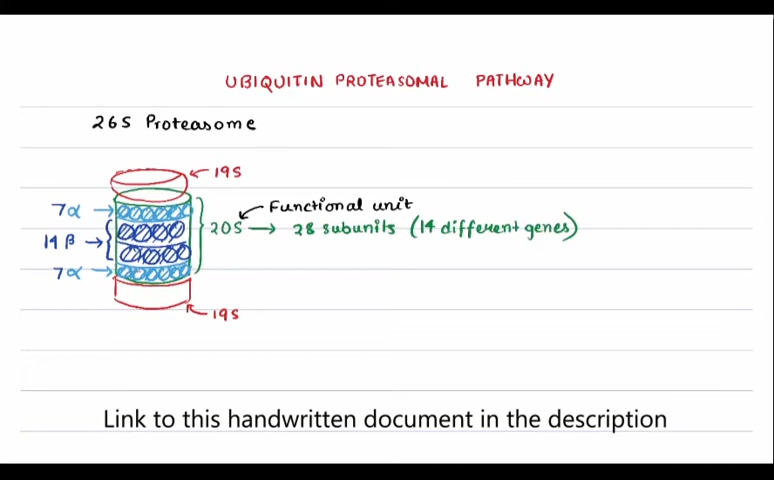 UBIQUITIN PROTEASOMAL PATHWAY
26S Proteasome
19S
Functional unit
7α
20S → 28 subunits (14 different genes)
14 β
7α
19S
Link to this handwritten document in the description